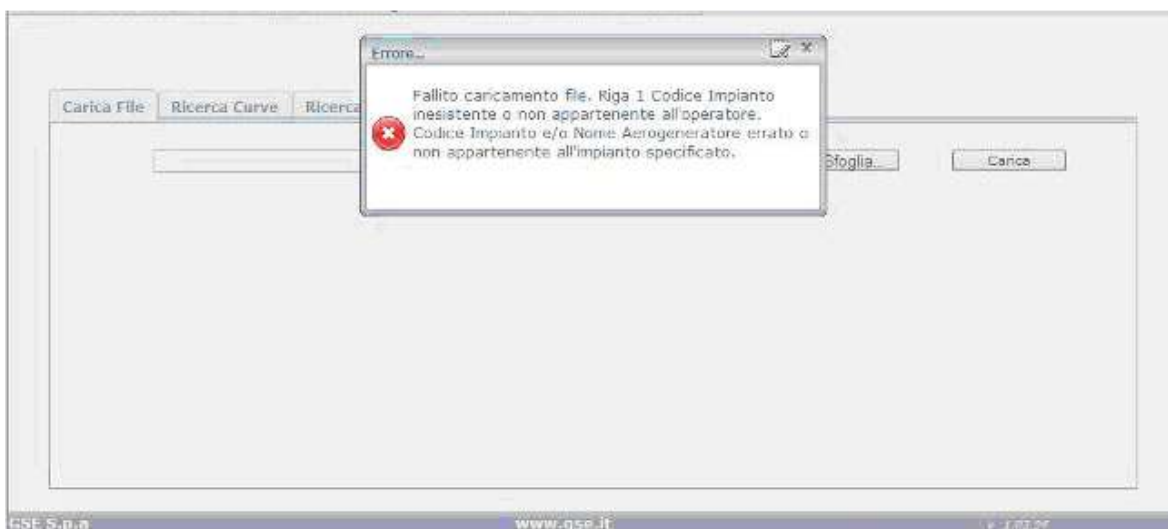 Errore...
Fallito caricamento file. Riga 1 Codice Impianto
inesistente o non appartenente all'operatore.
Codice Impianto e/o Nome Aerogeneratore errato o
non appartenente all'impianto specificato.
Carica File
Ricerca Curve
Ricerca
Sfoglia...
Carica
GSE S.p.a
www.gse.it